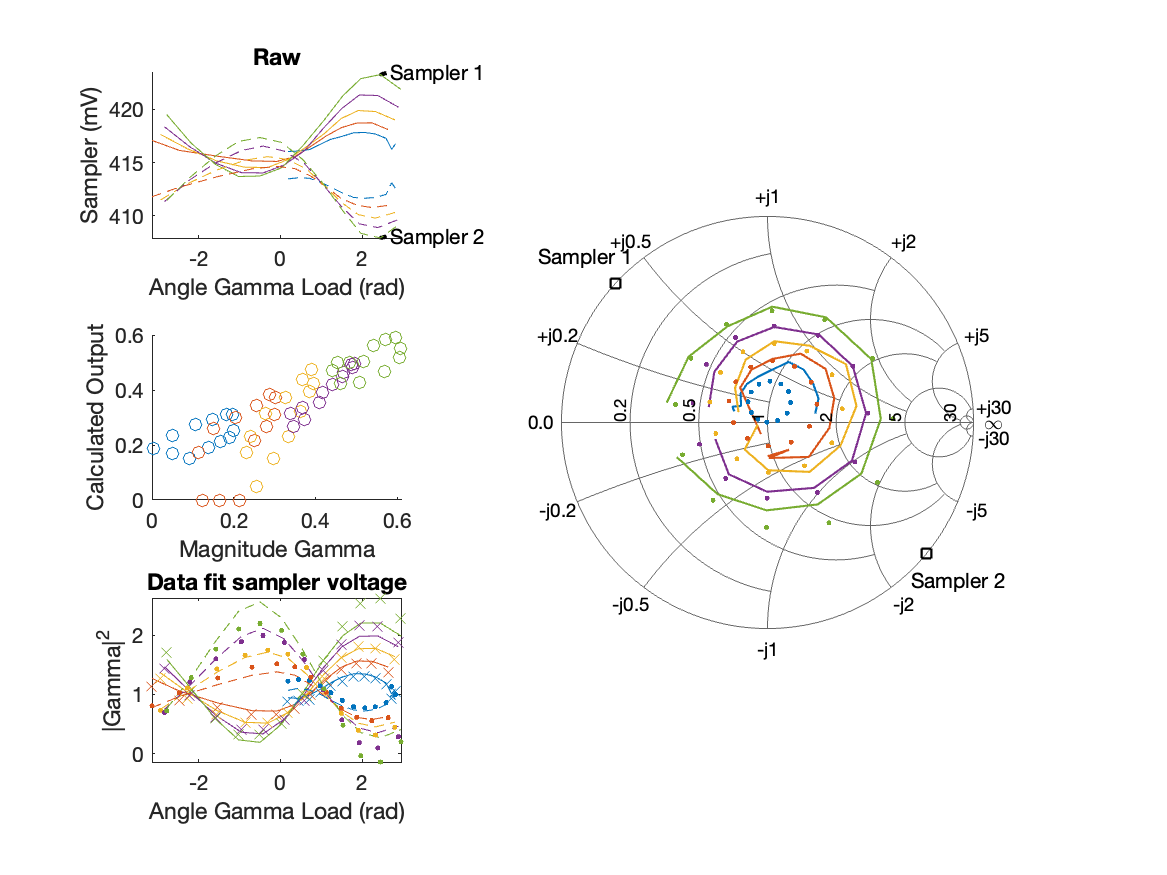 Raw
Sampler (mV)
420
415
410
Sampler 1
Sampler 2
-2
0
2
Angle Gamma Load (rad)
Calculated Output
0.6
0.4
0.2
0
0
0.2
0.4
0.6
Magnitude Gamma
Data fit sampler voltage
|Gamma|²
2
1
0
-2
0
2
Angle Gamma Load (rad)
+j1
+j0.5
+j2
Sampler 1
+j0.2
+j5
0.0
0.2
0.5
1
2
5
30
+j30
∞
-j30
-j0.2
-j5
Sampler 2
-j0.5
-j2
-j1